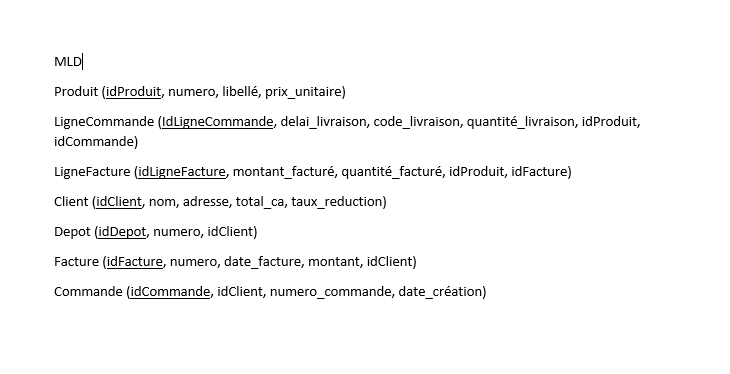 MLD
Produit (idProduit, numero, libellé, prix_unitaire)
LigneCommande (IdLigneCommande, delai_livraison, code_livraison, quantité_livraison, idProduit,
idCommande)
LigneFacture (idLigneFacture, montant_facturé, quantité_facturé, idProduit, idFacture)
Client (idClient, nom, adresse, total_ca, taux_reduction)
Depot (idDepot, numero, idClient)
Facture (idFacture, numero, date_facture, montant, idClient)
Commande (idCommande, idClient, numero_commande, date_création)